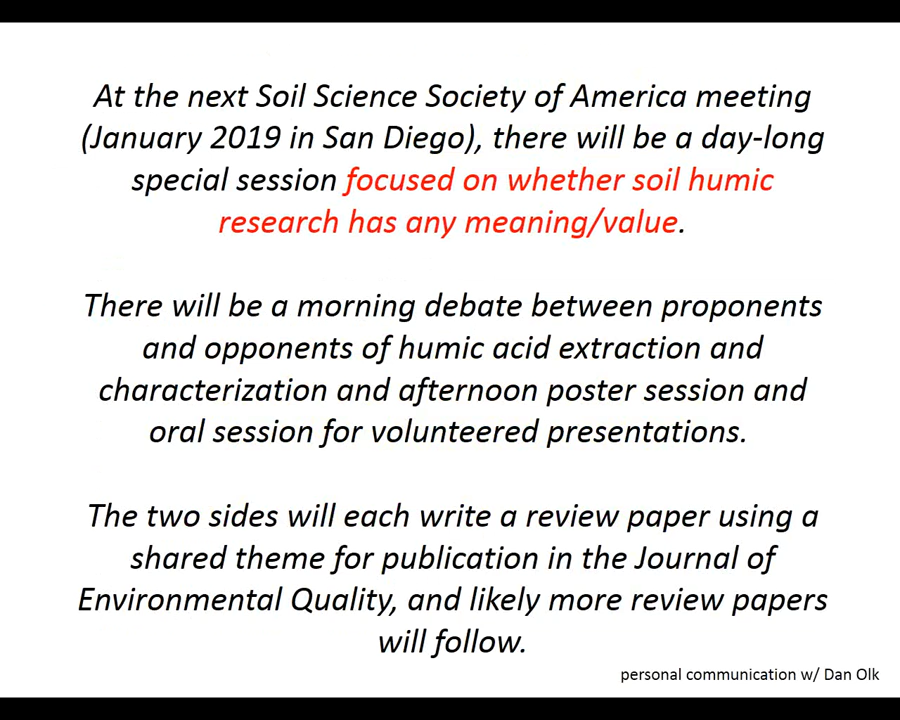 At the next Soil Science Society of America meeting
(January 2019 in San Diego), there will be a day-long
special session focused on whether soil humic
research has any meaning/value.
There will be a morning debate between proponents
and opponents of humic acid extraction and
characterization and afternoon poster session and
oral session for volunteered presentations.
The two sides will each write a review paper using a
shared theme for publication in the Journal of
Environmental Quality, and likely more review papers
will follow.
personal communication w/ Dan Olk